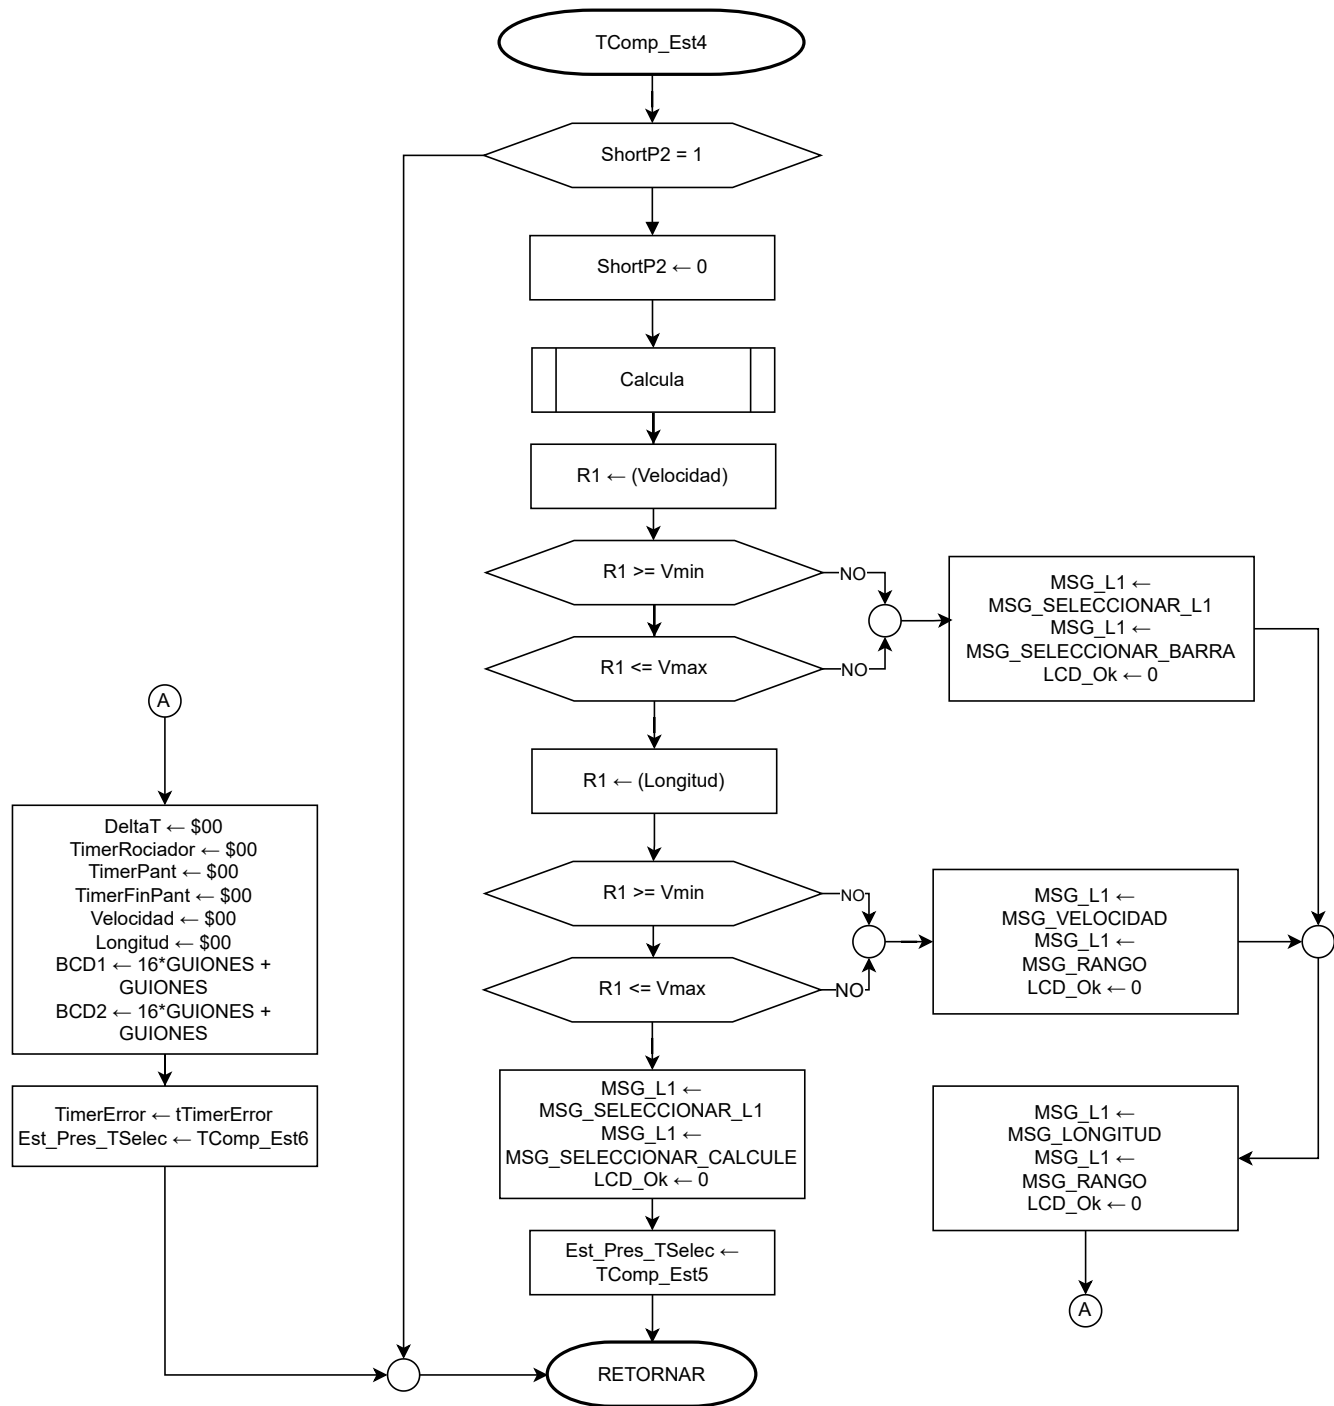 TComp_Est4
ShortP2 = 1
ShortP2 ← 0
Calcula
R1 ← (Velocidad)
R1 >= Vmin
NO
MSG_L1 ←
MSG_SELECCIONAR_L1
MSG_L1 ←
MSG_SELECCIONAR_BARRA
LCD_Ok ← 0
R1 <= Vmax
NO
A
R1 ← (Longitud)
DeltaT ← $00
TimerRociador ← $00
TimerPant ← $00
TimerFinPant ← $00
Velocidad ← $00
Longitud ← $00
BCD1 ← 16*GUIONES +
GUIONES
BCD2 ← 16*GUIONES +
GUIONES
R1 >= Vmin
NO
MSG_L1 ←
MSG_VELOCIDAD
MSG_L1 ←
MSG_RANGO
LCD_Ok ← 0
R1 <= Vmax
NO
TimerError ← tTimerError
Est_Pres_TSelec ← TComp_Est6
MSG_L1 ←
MSG_SELECCIONAR_L1
MSG_L1 ←
MSG_SELECCIONAR_CALCULE
LCD_Ok ← 0
MSG_L1 ←
MSG_LONGITUD
MSG_L1 ←
MSG_RANGO
LCD_Ok ← 0
Est_Pres_TSelec ←
TComp_Est5
A
RETORNAR